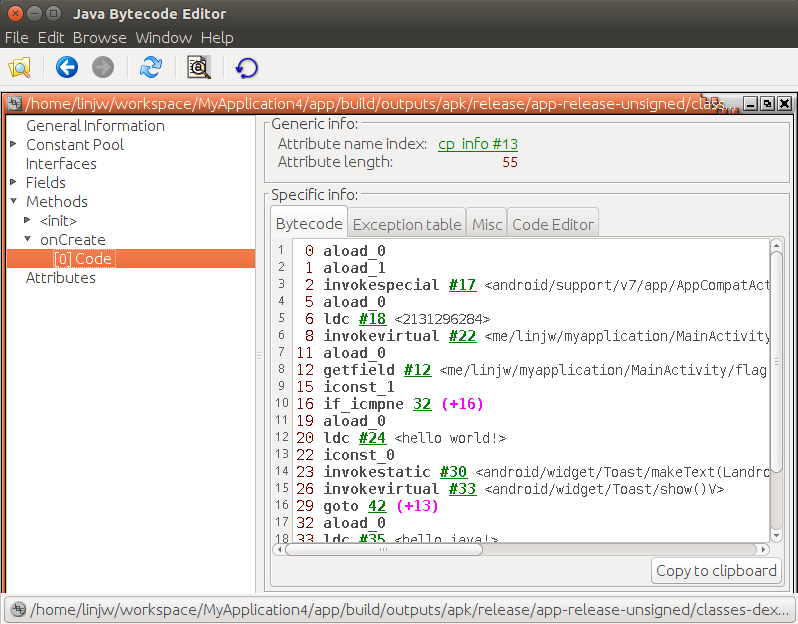 Java Bytecode Editor
File Edit Browse Window Help
/home/linjw/workspace/MyApplication4/app/build/outputs/apk/release/app-release-unsigned/class...
General Information
Constant Pool
Interfaces
Fields
Methods
<init>
onCreate
[0] Code
Attributes
Generic info:
Attribute name index: cp_info #13
Attribute length: 55
Specific info:
Bytecode Exception table Misc Code Editor
1 0 aload_0
2 1 aload_1
3 2 invokespecial #17 <android/support/v7/app/AppCompatAct
4 5 aload_0
5 6 ldc #18 <2131296284>
6 8 invokevirtual #22 <me/linjw/myapplication/MainActivity
7 11 aload_0
8 12 getfield #12 <me/linjw/myapplication/MainActivity/flag
9 15 iconst_1
10 16 if_icmpne 32 (+16)
11 19 aload_0
12 20 ldc #24 <hello world!>
13 22 iconst_0
14 23 invokestatic #30 <android/widget/Toast/makeText(Landro
15 26 invokevirtual #33 <android/widget/Toast/show()V>
16 29 goto 42 (+13)
17 32 aload_0
18 33 ldc #35 <hello java!>
Copy to clipboard
/home/linjw/workspace/MyApplication4/app/build/outputs/apk/release/app-release-unsigned/classes-dex...